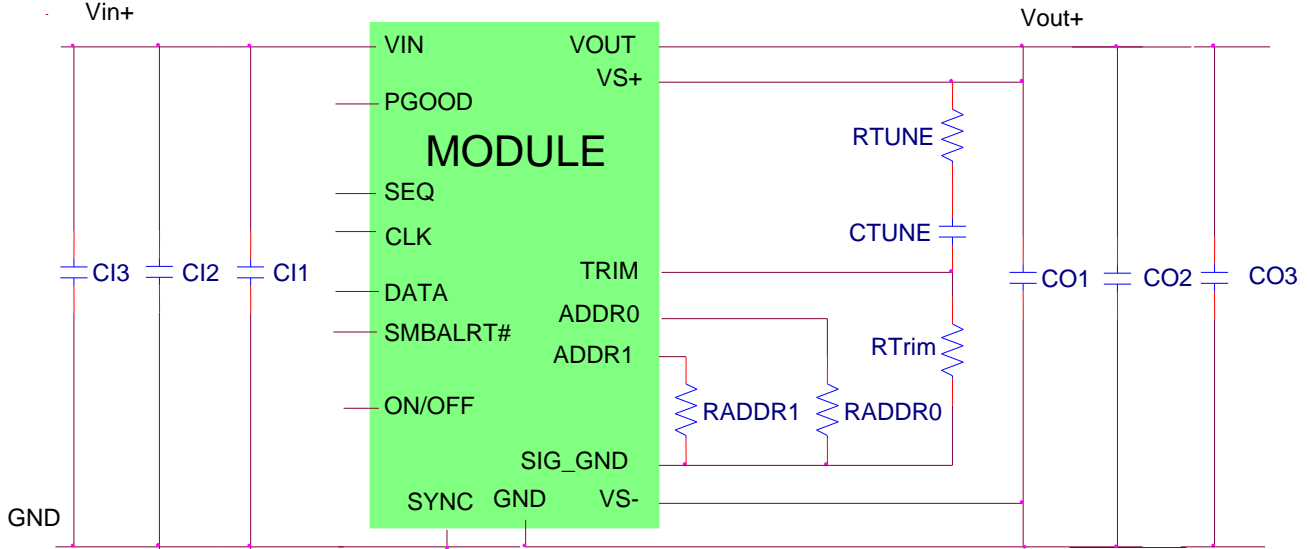 Vin+
Vout+
VIN
VOUT
VS+
PGOOD
RTUNE
MODULE
SEQ
CLK
CTUNE
TRIM
CI3
CI2
CI1
CO1
CO2
CO3
DATA
ADDR0
SMBALRT#
RTrim
ADDR1
ON/OFF
RADDR1
RADDR0
SIG_GND
SYNC
GND
VS-
GND